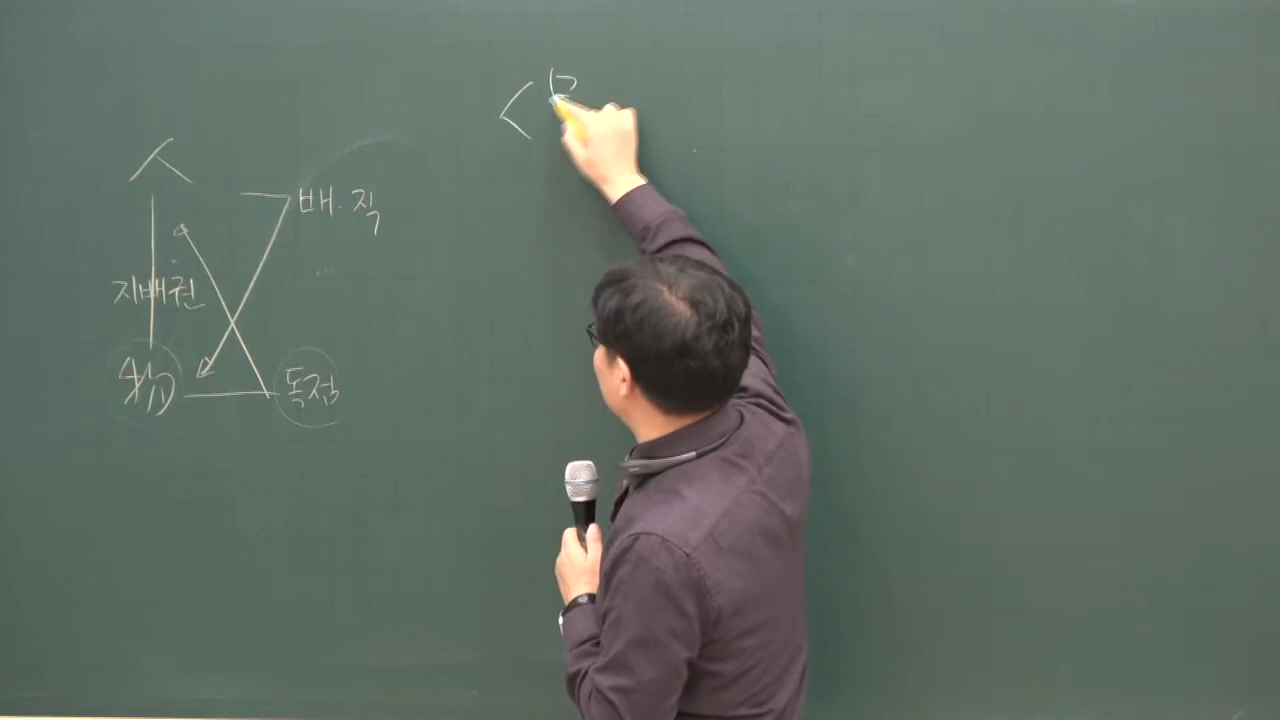 人
배. 직
지배권
物 독점
<